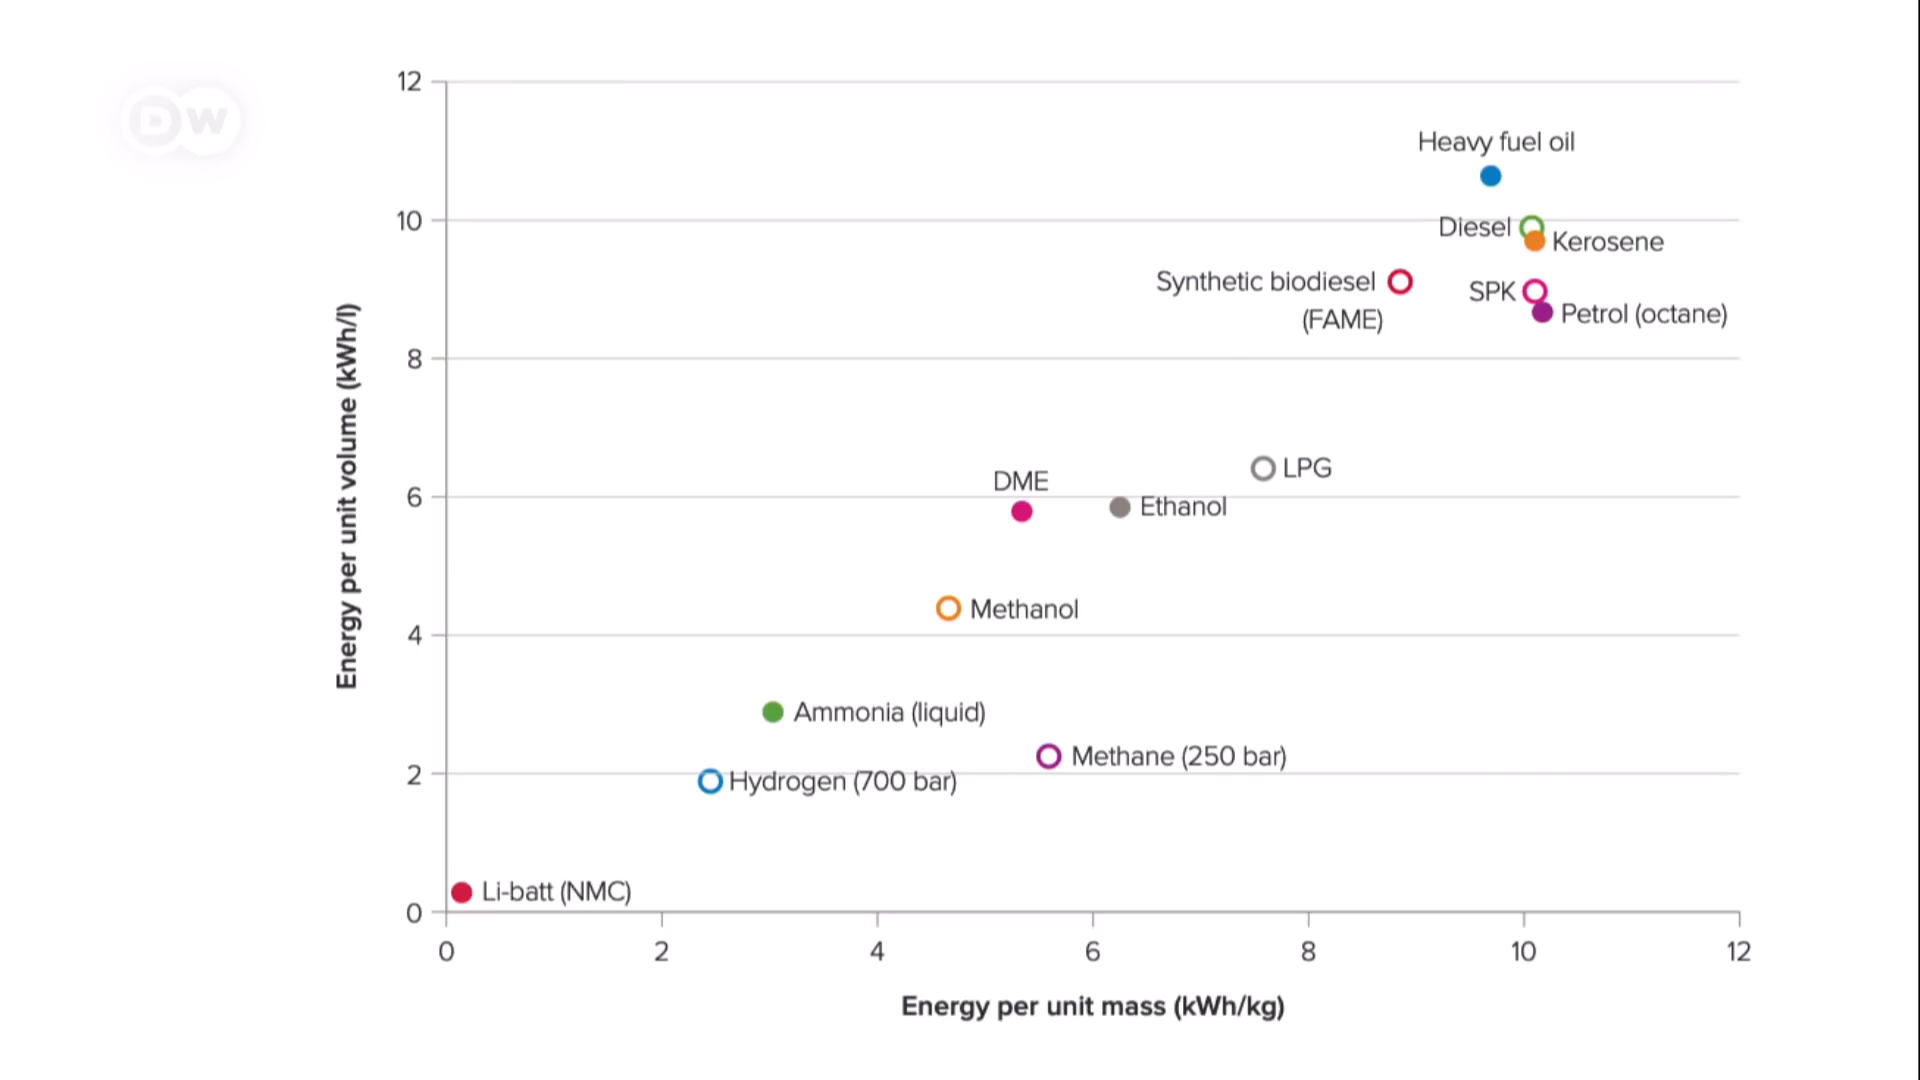 DW
12
Heavy fuel oil
10
Diesel
Kerosene
Synthetic biodiesel
(FAME)
SPK
Petrol (octane)
8
LPG
DME
6
Ethanol
Methanol
4
Ammonia (liquid)
Methane (250 bar)
2
Hydrogen (700 bar)
Li-batt (NMC)
0
Energy per unit volume (kWh/l)
0 2 4 6 8 10 12
Energy per unit mass (kWh/kg)